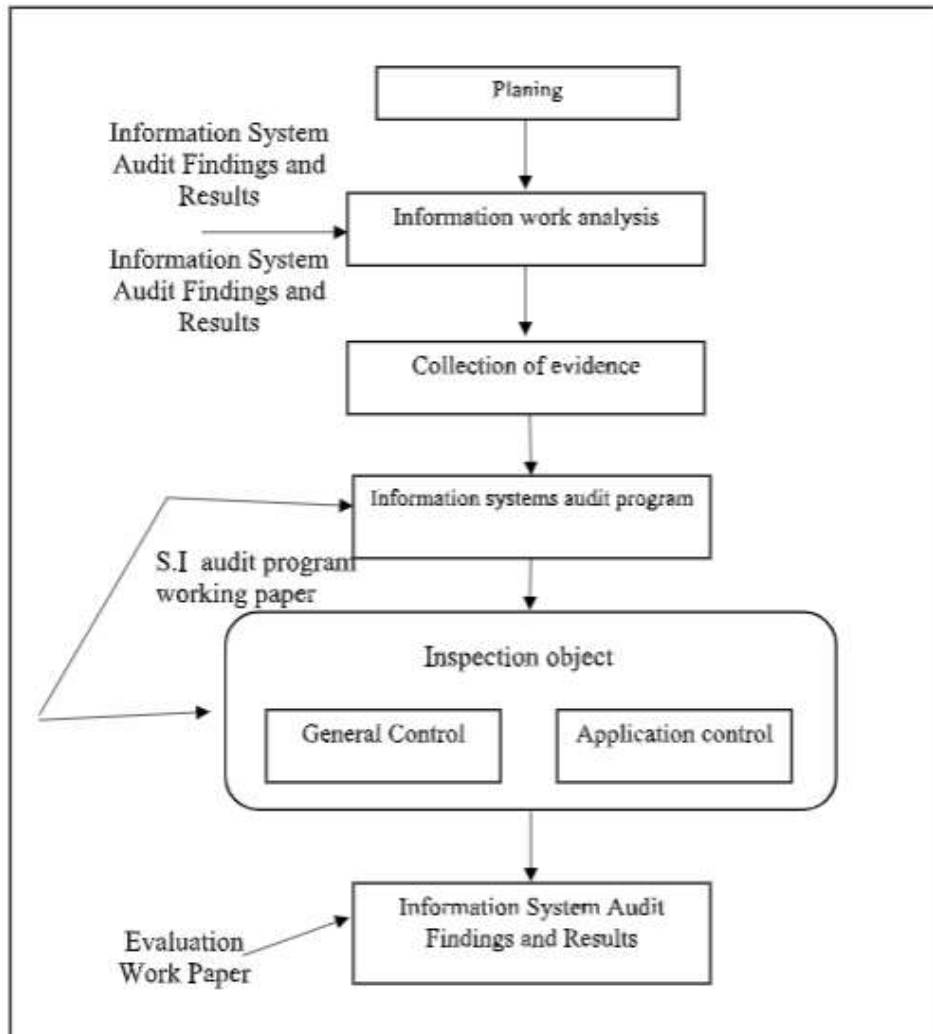 Planing
Information System
Audit Findings and
Results
Information work analysis
Information System
Audit Findings and
Results
Collection of evidence
Information systems audit program
S.I audit program
working paper
Inspection object
General Control
Application control
Information System Audit
Findings and Results
Evaluation
Work Paper